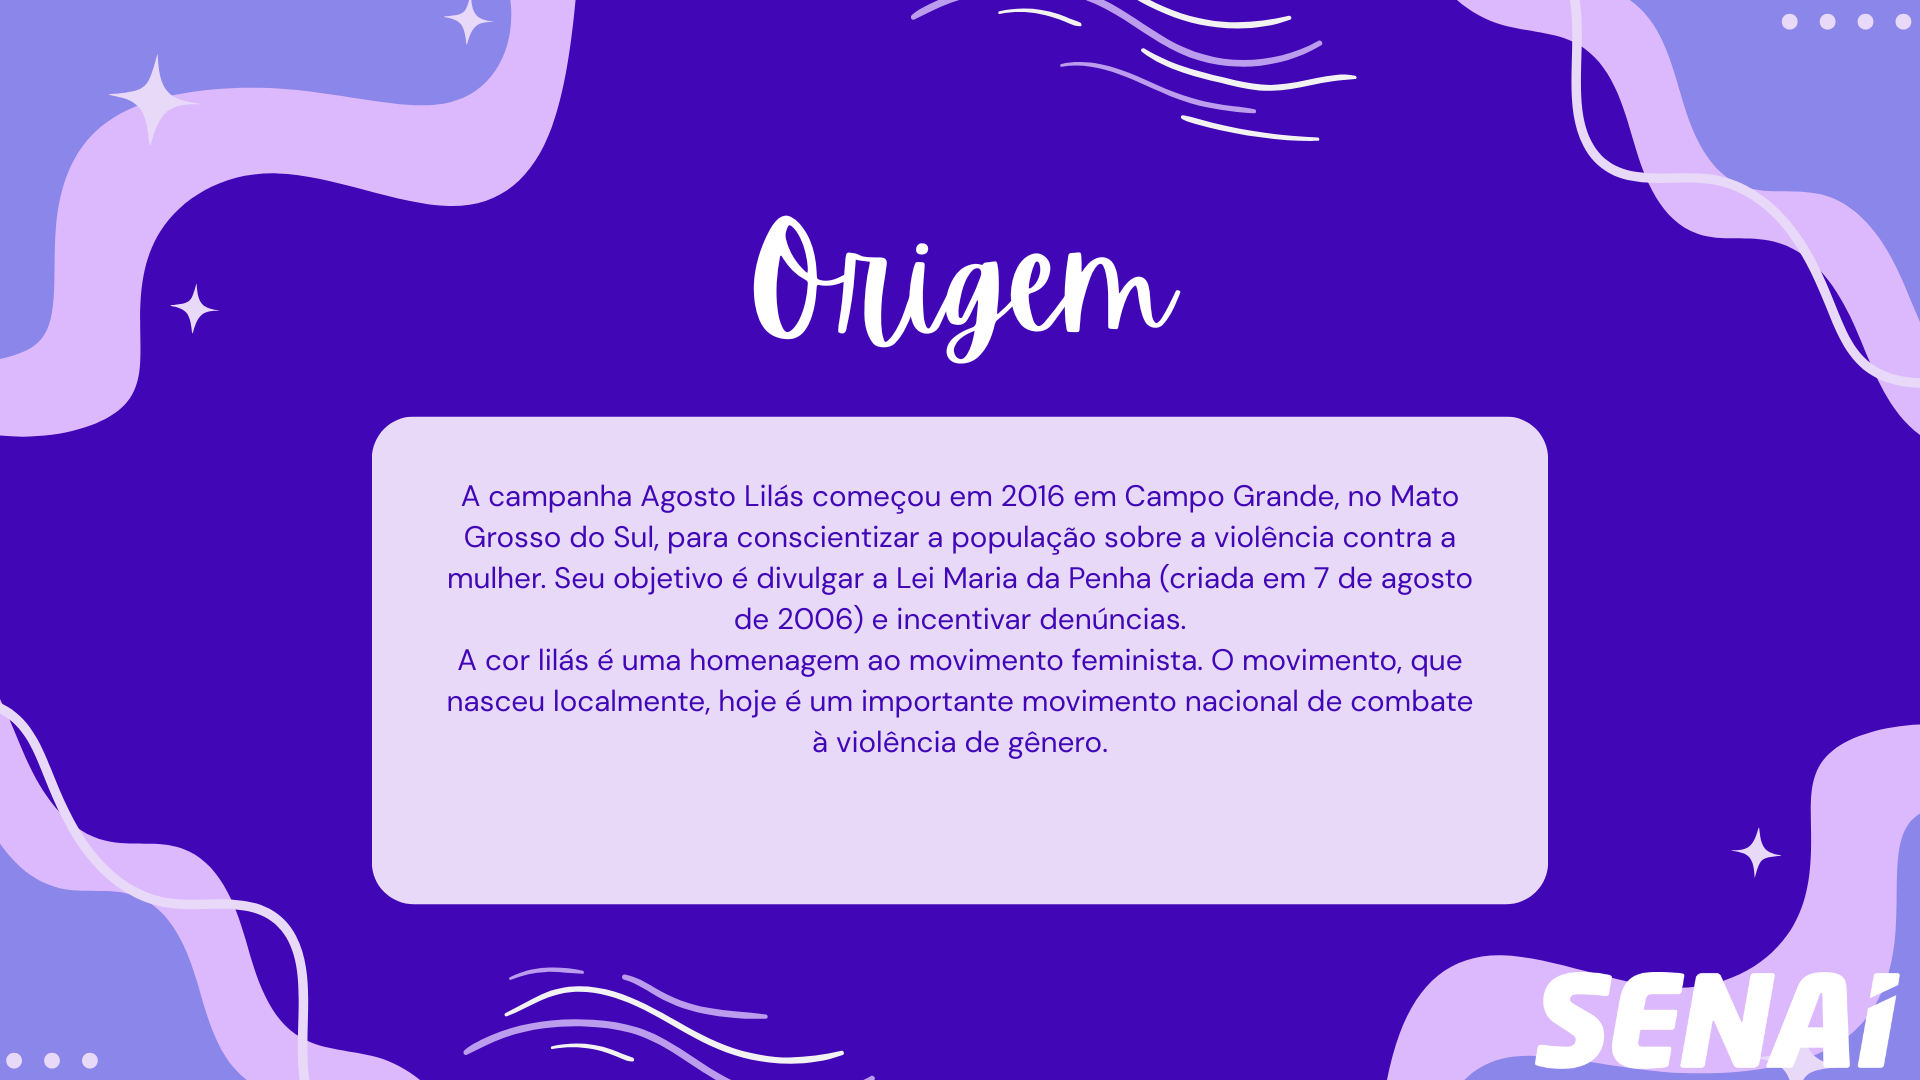 Origem
A campanha Agosto Lilás começou em 2016 em Campo Grande, no Mato
Grosso do Sul, para conscientizar a população sobre a violência contra a
mulher. Seu objetivo é divulgar a Lei Maria da Penha (criada em 7 de agosto
de 2006) e incentivar denúncias.
A cor lilás é uma homenagem ao movimento feminista. O movimento, que
nasceu localmente, hoje é um importante movimento nacional de combate
à violência de gênero.
SENAi